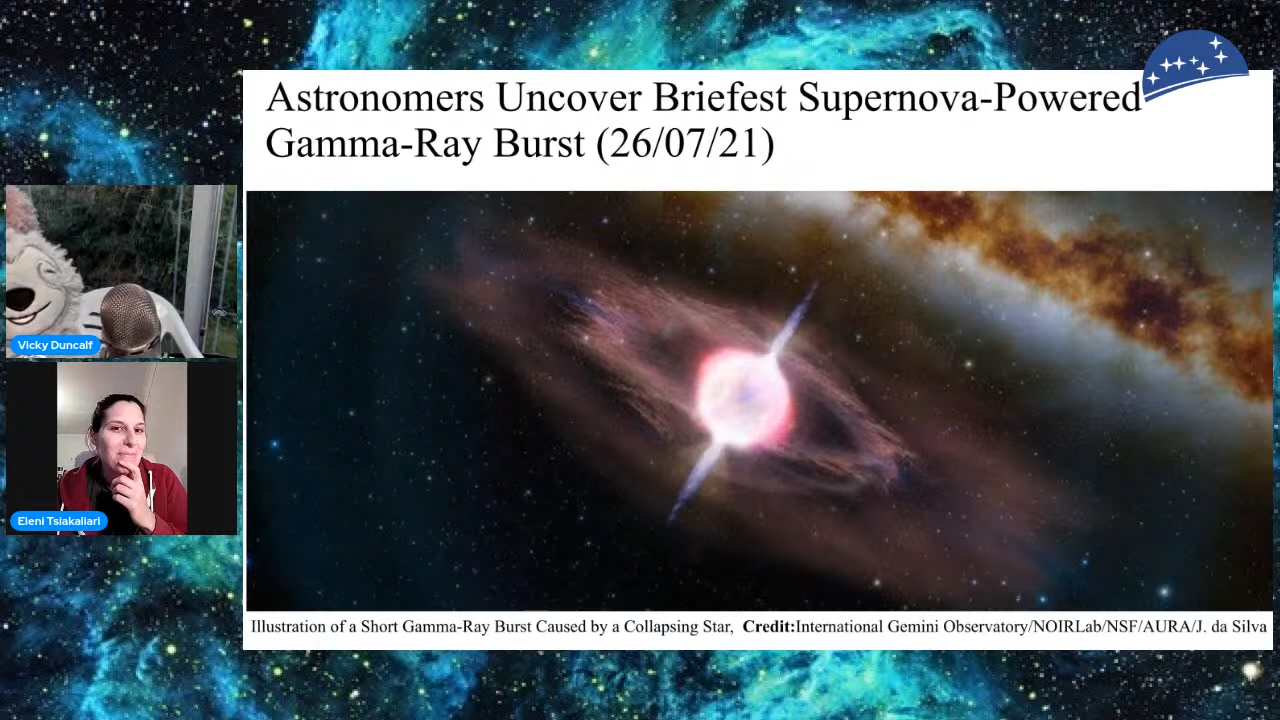 Astronomers Uncover Briefest Supernova-Powered
Gamma-Ray Burst (26/07/21)
Vicky Duncalf
Eleni Tsiakaliari
Illustration of a Short Gamma-Ray Burst Caused by a Collapsing Star, Credit:International Gemini Observatory/NOIRLab/NSF/AURA/J. da Silva